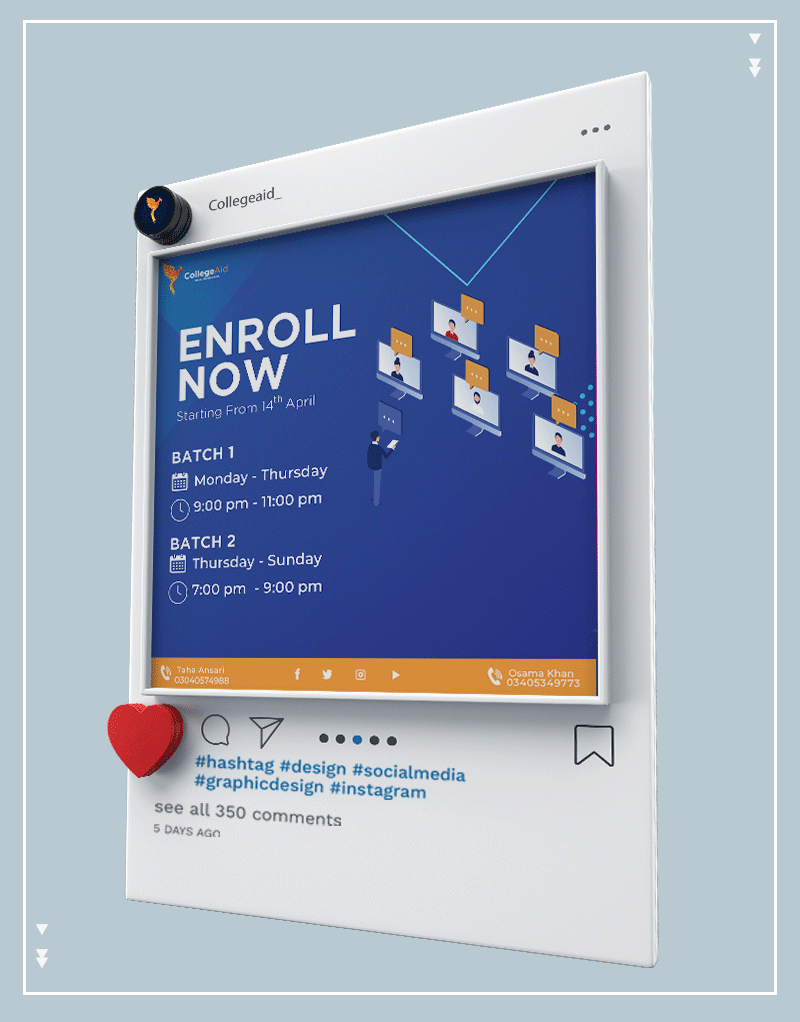 Collegeaid_
CollegeAid
ENROLL
NOW
Starting From 14th April
BATCH 1
Monday - Thursday
9:00 pm - 11:00 pm
BATCH 2
Thursday - Sunday
7:00 pm - 9:00 pm
Taha Ansari
03040574988
Osama Khan
03405349773
#hashtag #design #socialmedia
#graphicdesign #instagram
see all 350 comments
5 DAYS AGO